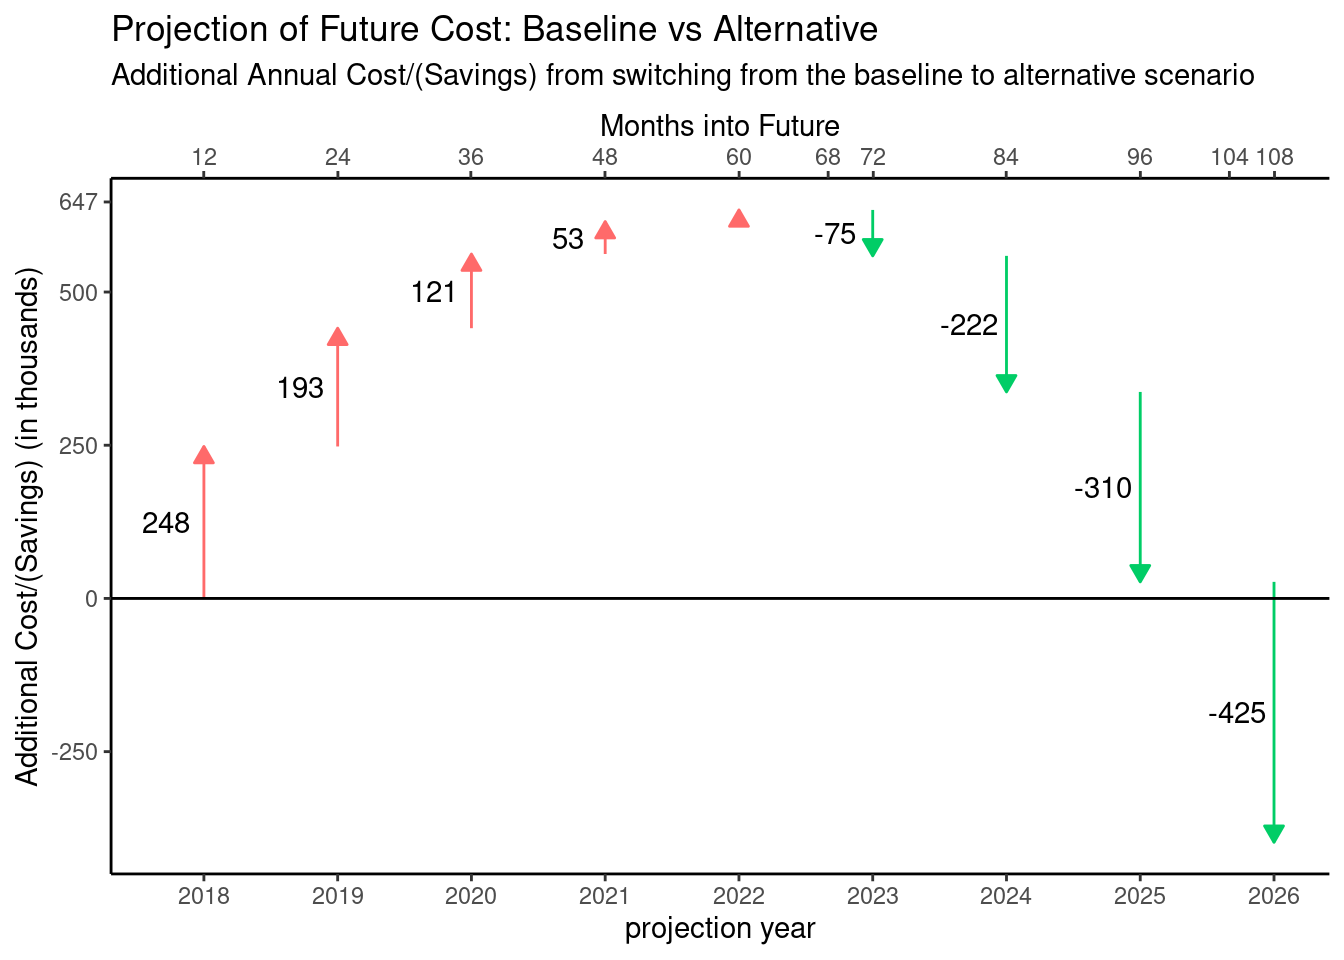 Projection of Future Cost: Baseline vs Alternative
Additional Annual Cost/(Savings) from switching from the baseline to alternative scenario
Months into Future
12 24 36 48 60 68 72 84 96 104 108
Additional Cost/(Savings) (in thousands)
647
500
250
0
-250
248
193
121
53
-75
-222
-310
-425
2018 2019 2020 2021 2022 2023 2024 2025 2026
projection year